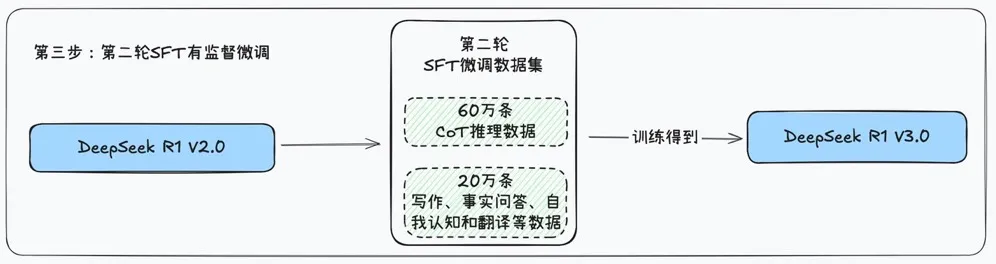 第三步：第二轮SFT有监督微调
DeepSeek R1 V2.0
第二轮
SFT微调数据集
60万条
CoT推理数据
20万条
写作、事实问答、自
我认知和翻译等数据
训练得到
DeepSeek R1 V3.0